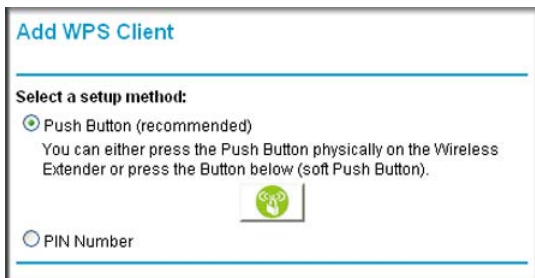 Add WPS Client
Select a setup method:
Push Button (recommended)
You can either press the Push Button physically on the Wireless
Extender or press the Button below (soft Push Button).
PIN Number